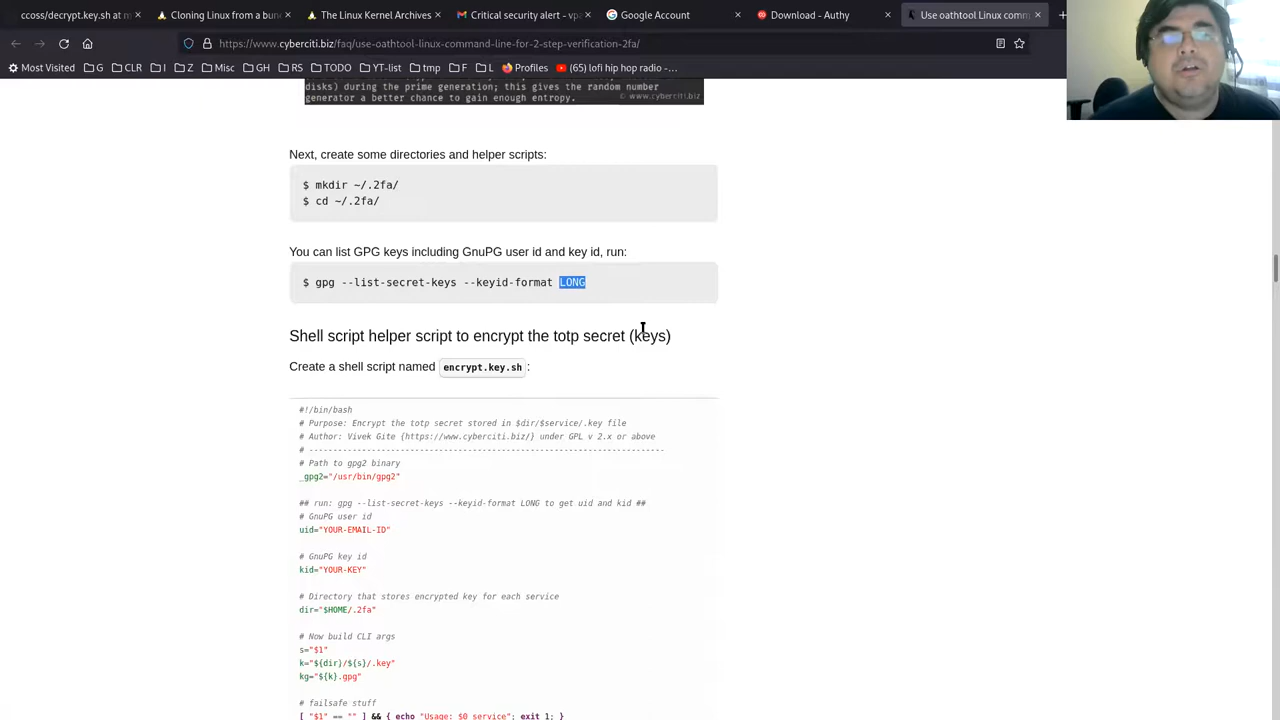 ccoss/decrypt.key.sh at m
Cloning Linux from a bun
The Linux Kernel Archives
Critical security alert - vpa
Google Account
Download - Authy
Use oathtool Linux comm
https://www.cyberciti.biz/faq/use-oathtool-linux-command-line-for-2-step-verification-2fa/
Most Visited G CLR I Z Misc GH RS TODO YT-list tmp F L Profiles (65) lofi hip hop radio -...
disks) during the prime generation; this gives the random number
generator a better chance to gain enough entropy.
© www.cyberciti.biz
Next, create some directories and helper scripts:
$ mkdir ~/.2fa/
$ cd ~/.2fa/
You can list GPG keys including GnuPG user id and key id, run:
$ gpg --list-secret-keys --keyid-format LONG
Shell script helper script to encrypt the totp secret (keys)
Create a shell script named encrypt.key.sh :
#!/bin/bash
# Purpose: Encrypt the totp secret stored in $dir/$service/.key file
# Author: Vivek Gite {https://www.cyberciti.biz/} under GPL v 2.x or above
# --------------------------------------------------------------------------
# Path to gpg2 binary
_gpg2="/usr/bin/gpg2"
## run: gpg --list-secret-keys --keyid-format LONG to get uid and kid ##
# GnuPG user id
uid="YOUR-EMAIL-ID"
# GnuPG key id
kid="YOUR-KEY"
# Directory that stores encrypted key for each service
dir="$HOME/.2fa"
# Now build CLI args
s="$1"
k="${dir}/${s}/.key"
kg="${k}.gpg"
# failsafe stuff
[ "$1" == "" ] && { echo "Usage: $0 service"; exit 1; }